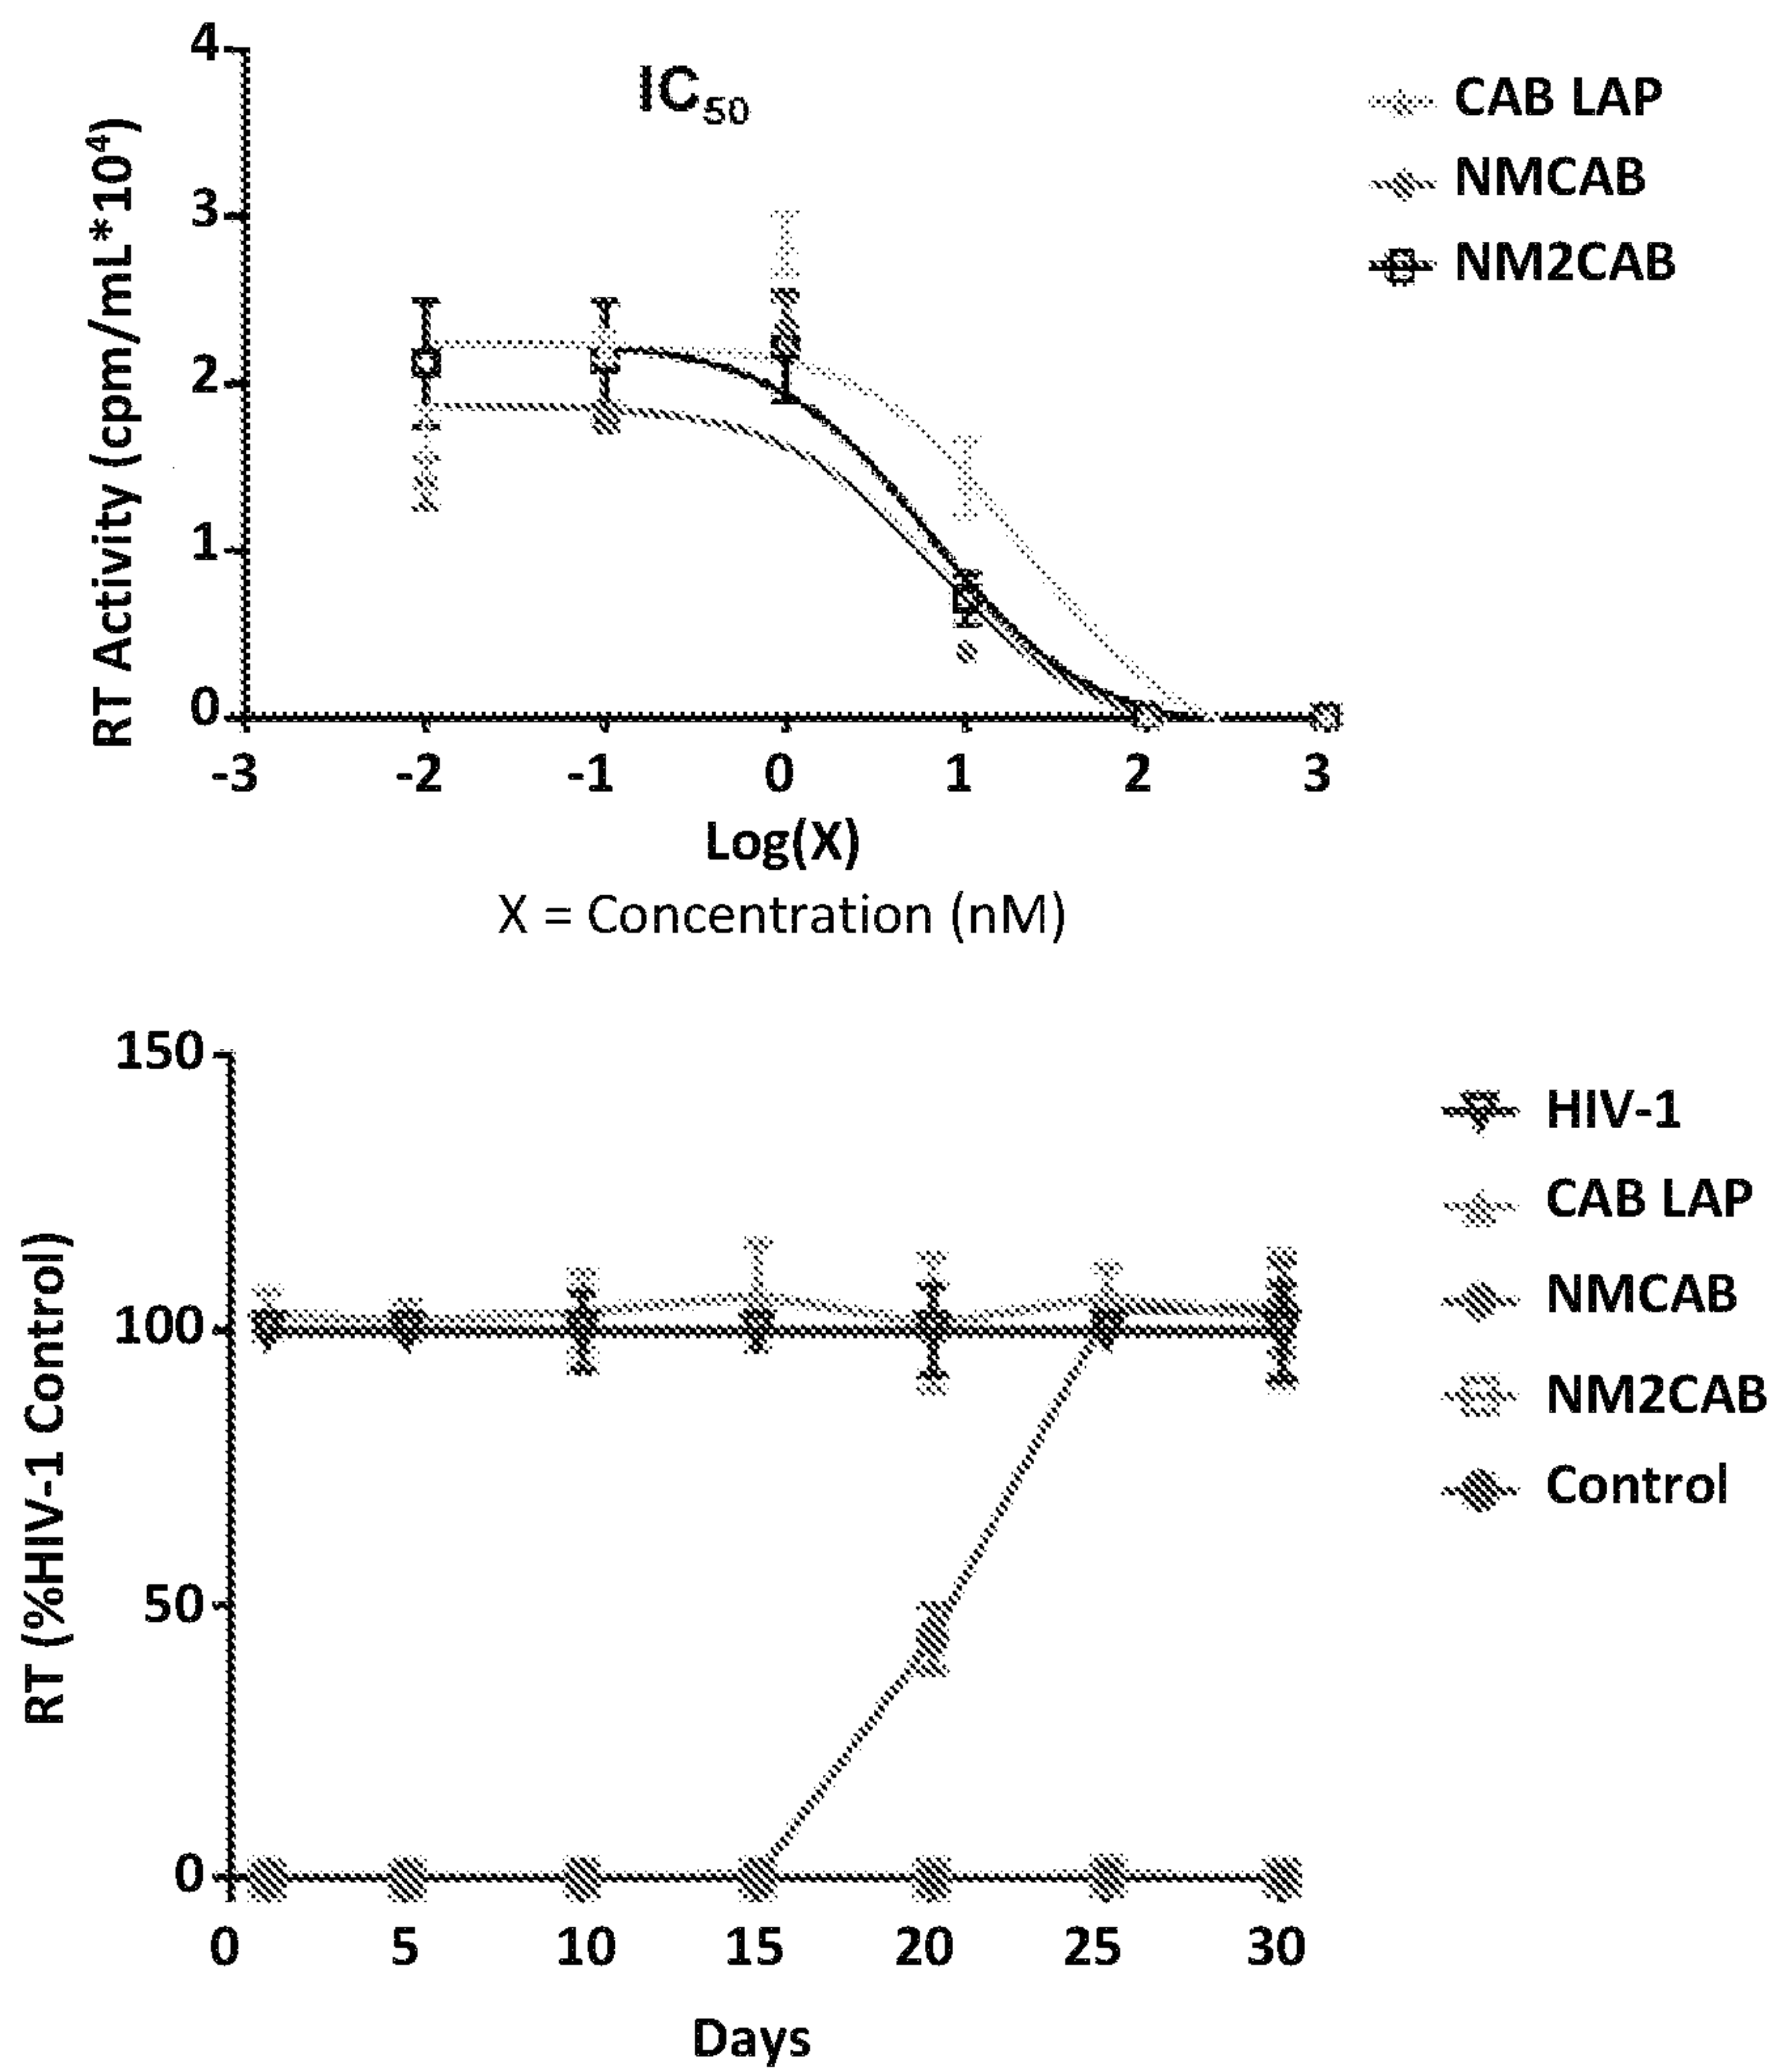 IC50
RT Activity (cpm/mL*10⁴)
4
3
2
1
0
-3 -2 -1 0 1 2 3
Log(X)
X = Concentration (nM)
CAB LAP
NMCAB
NM2CAB
RT (%HIV-1 Control)
150
100
50
0
0 5 10 15 20 25 30
Days
HIV-1
CAB LAP
NMCAB
NM2CAB
Control